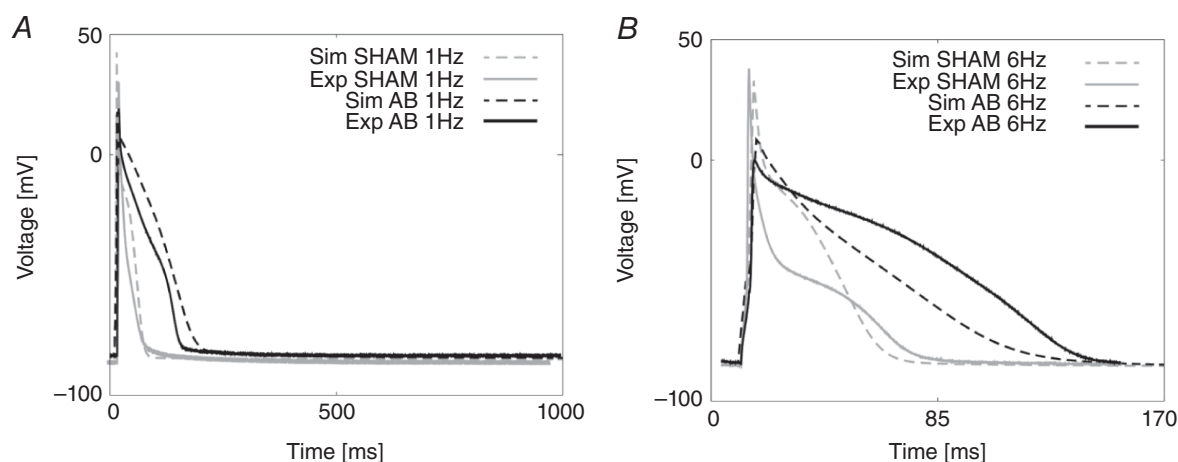 A
50
Sim SHAM 1Hz
Exp SHAM 1Hz
Sim AB 1Hz
Exp AB 1Hz
0
Voltage [mV]
–100
0
500
1000
Time [ms]
B
50
Sim SHAM 6Hz
Exp SHAM 6Hz
Sim AB 6Hz
Exp AB 6Hz
0
Voltage [mV]
–100
0
85
170
Time [ms]